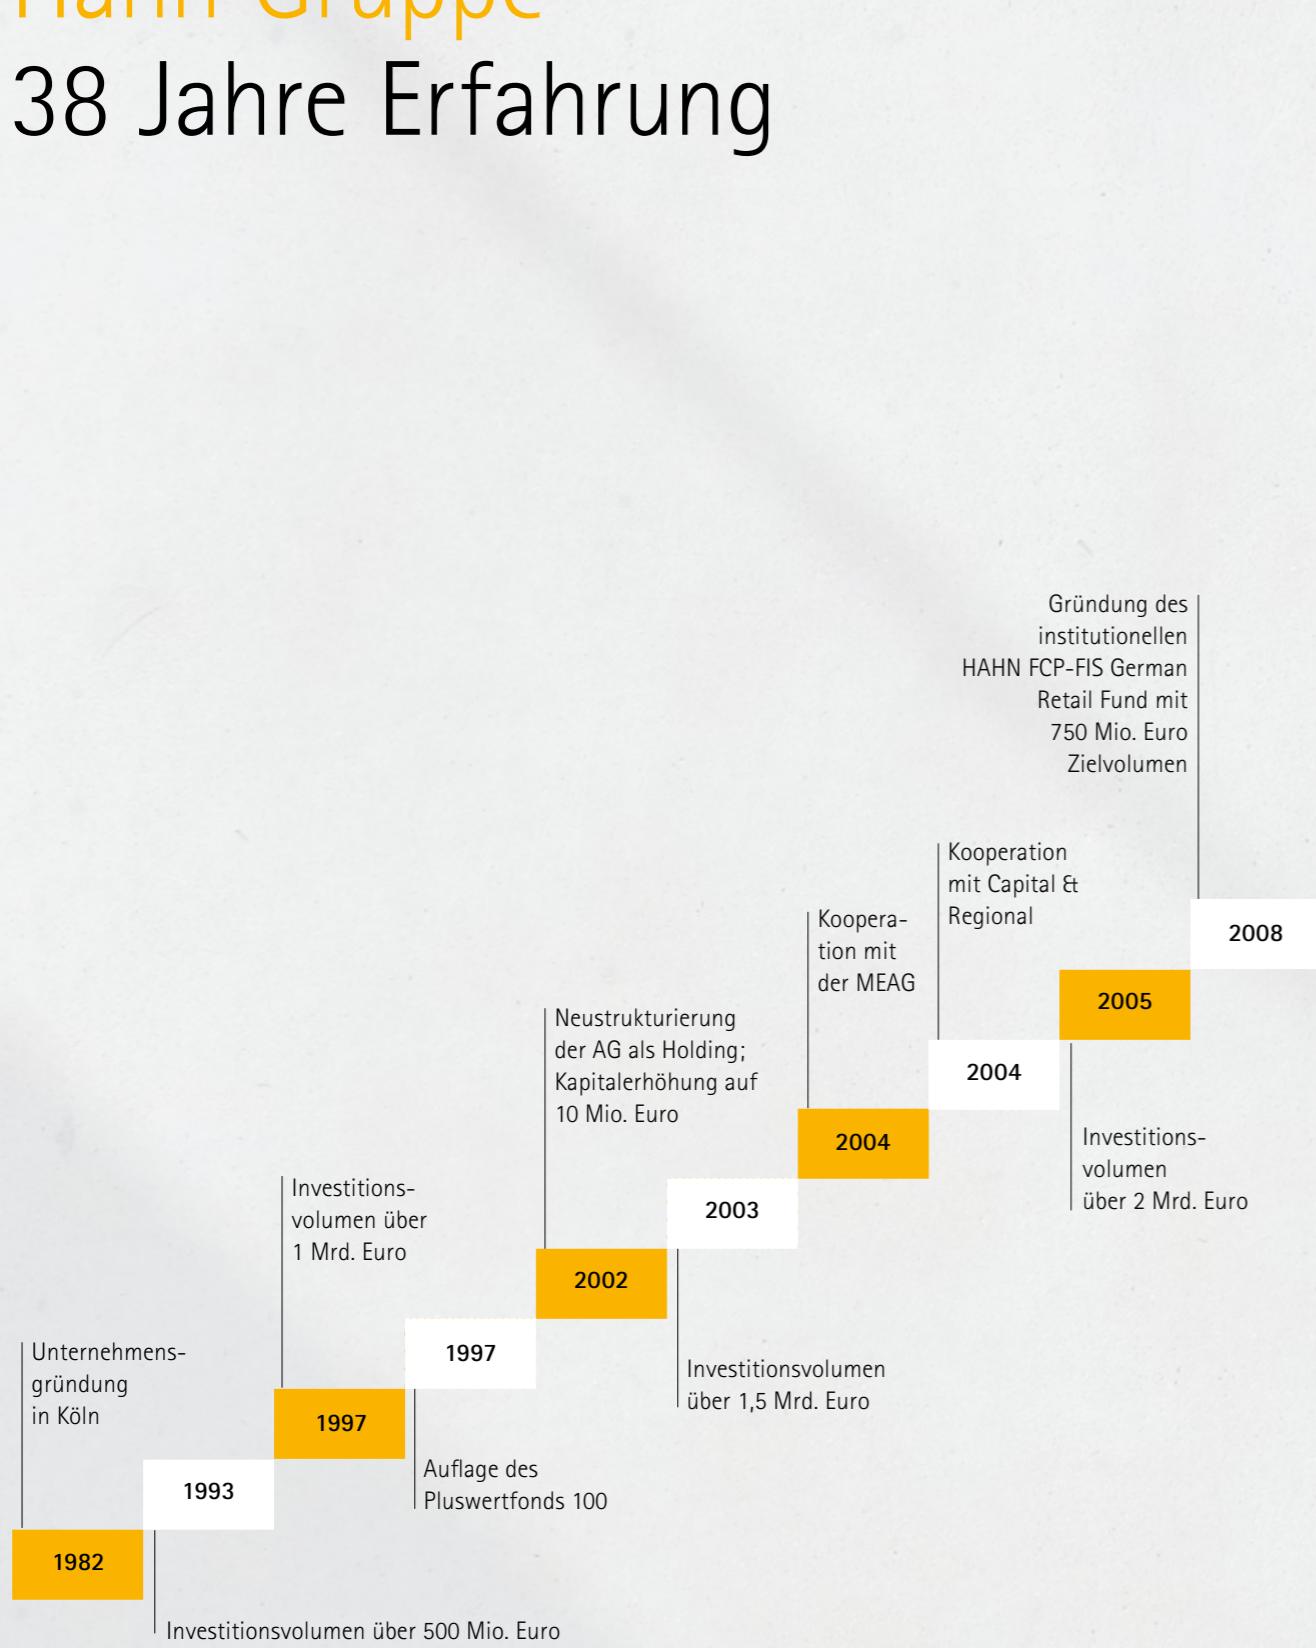 Hahn Gruppe
38 Jahre Erfahrung
Gründung des
institutionellen
HAHN FCP-FIS German
Retail Fund mit
750 Mio. Euro
Zielvolumen
2008
Kooperation
mit Capital &
Regional
2005
Investitions-
volumen
über 2 Mrd. Euro
2004
Koopera-
tion mit
der MEAG
2004
Neustrukturierung
der AG als Holding;
Kapitalerhöhung auf
10 Mio. Euro
2003
Investitionsvolumen
über 1,5 Mrd. Euro
2002
Investitions-
volumen über
1 Mrd. Euro
1997
Auflage des
Pluswertfonds 100
1997
Unternehmens-
gründung
in Köln
1993
1982
Investitionsvolumen über 500 Mio. Euro